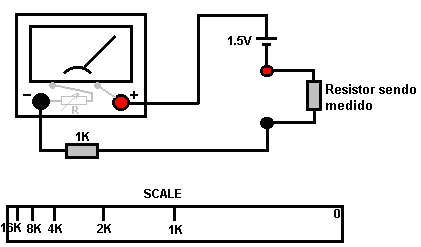 1.5V
– +
R
Resistor sendo
medido
1K
SCALE
16K 8K 4K 2K 1K 0